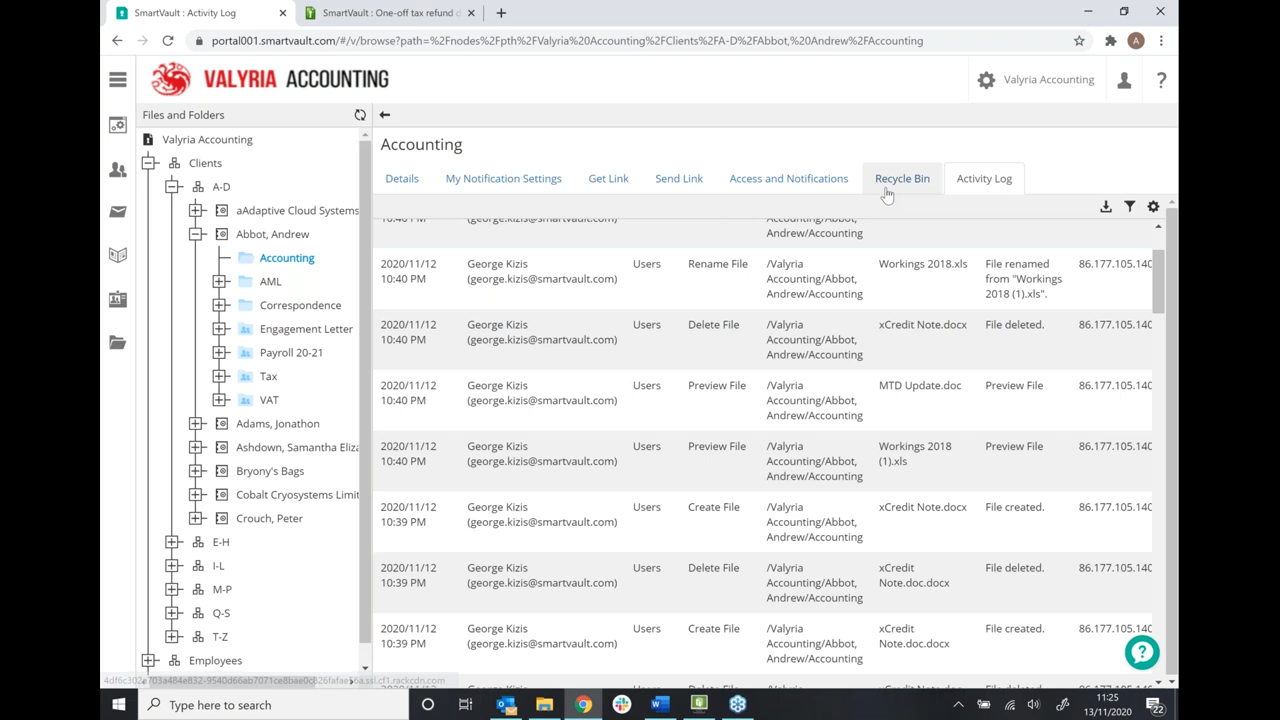 SmartVault : Activity Log
SmartVault : One-off tax refund
portal001.smartvault.com/#/v/browse?path=%2Fnodes%2Fpth%2FValyria%20Accounting%2FClients%2FA-D%2FAbbot,%20Andrew%2FAccounting
A
VALYRIA ACCOUNTING
Valyria Accounting
?
Files and Folders
Valyria Accounting
Clients
A-D
aAdaptive Cloud Systems
Abbot, Andrew
Accounting
AML
Correspondence
Engagement Letter
Payroll 20-21
Tax
VAT
Adams, Jonathon
Ashdown, Samantha Eliza
Bryony's Bags
Cobalt Cryosystems Limit
Crouch, Peter
E-H
I-L
M-P
Q-S
T-Z
Employees
Accounting
Details
My Notification Settings
Get Link
Send Link
Access and Notifications
Recycle Bin
Activity Log
10:40 PM
(george.kizis@smartvault.com)
Accounting/Abbot,
Andrew/Accounting
2020/11/12
10:40 PM
George Kizis
(george.kizis@smartvault.com)
Users
Rename File
/Valyria
Accounting/Abbot,
Andrew/Accounting
Workings 2018.xls
File renamed
from "Workings
2018 (1).xls".
86.177.105.140
2020/11/12
10:40 PM
George Kizis
(george.kizis@smartvault.com)
Users
Delete File
/Valyria
Accounting/Abbot,
Andrew/Accounting
xCredit Note.docx
File deleted.
86.177.105.140
2020/11/12
10:40 PM
George Kizis
(george.kizis@smartvault.com)
Users
Preview File
/Valyria
Accounting/Abbot,
Andrew/Accounting
MTD Update.doc
Preview File
86.177.105.140
2020/11/12
10:40 PM
George Kizis
(george.kizis@smartvault.com)
Users
Preview File
/Valyria
Accounting/Abbot,
Andrew/Accounting
Workings 2018
(1).xls
Preview File
86.177.105.140
2020/11/12
10:39 PM
George Kizis
(george.kizis@smartvault.com)
Users
Create File
/Valyria
Accounting/Abbot,
Andrew/Accounting
xCredit Note.docx
File created.
86.177.105.140
2020/11/12
10:39 PM
George Kizis
(george.kizis@smartvault.com)
Users
Delete File
/Valyria
Accounting/Abbot,
Andrew/Accounting
xCredit
Note.doc.docx
File deleted.
86.177.105.140
2020/11/12
10:39 PM
George Kizis
(george.kizis@smartvault.com)
Users
Create File
/Valyria
Accounting/Abbot,
Andrew/Accounting
xCredit
Note.doc.docx
File created.
86.177.105.140
Type here to search
11:25
13/11/2020
22